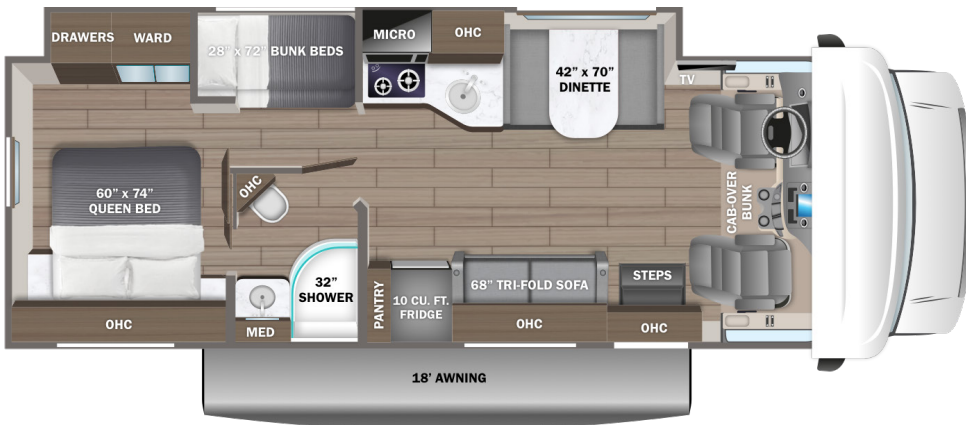 DRAWERS
WARD
28" x 72" BUNK BEDS
MICRO
OHC
42" x 70"
DINETTE
TV
60" x 74"
QUEEN BED
OHC
CAB-OVER
BUNK
OHC
MED
32"
SHOWER
PANTRY
10 CU. FT.
FRIDGE
68" TRI-FOLD SOFA
OHC
STEPS
OHC
18' AWNING